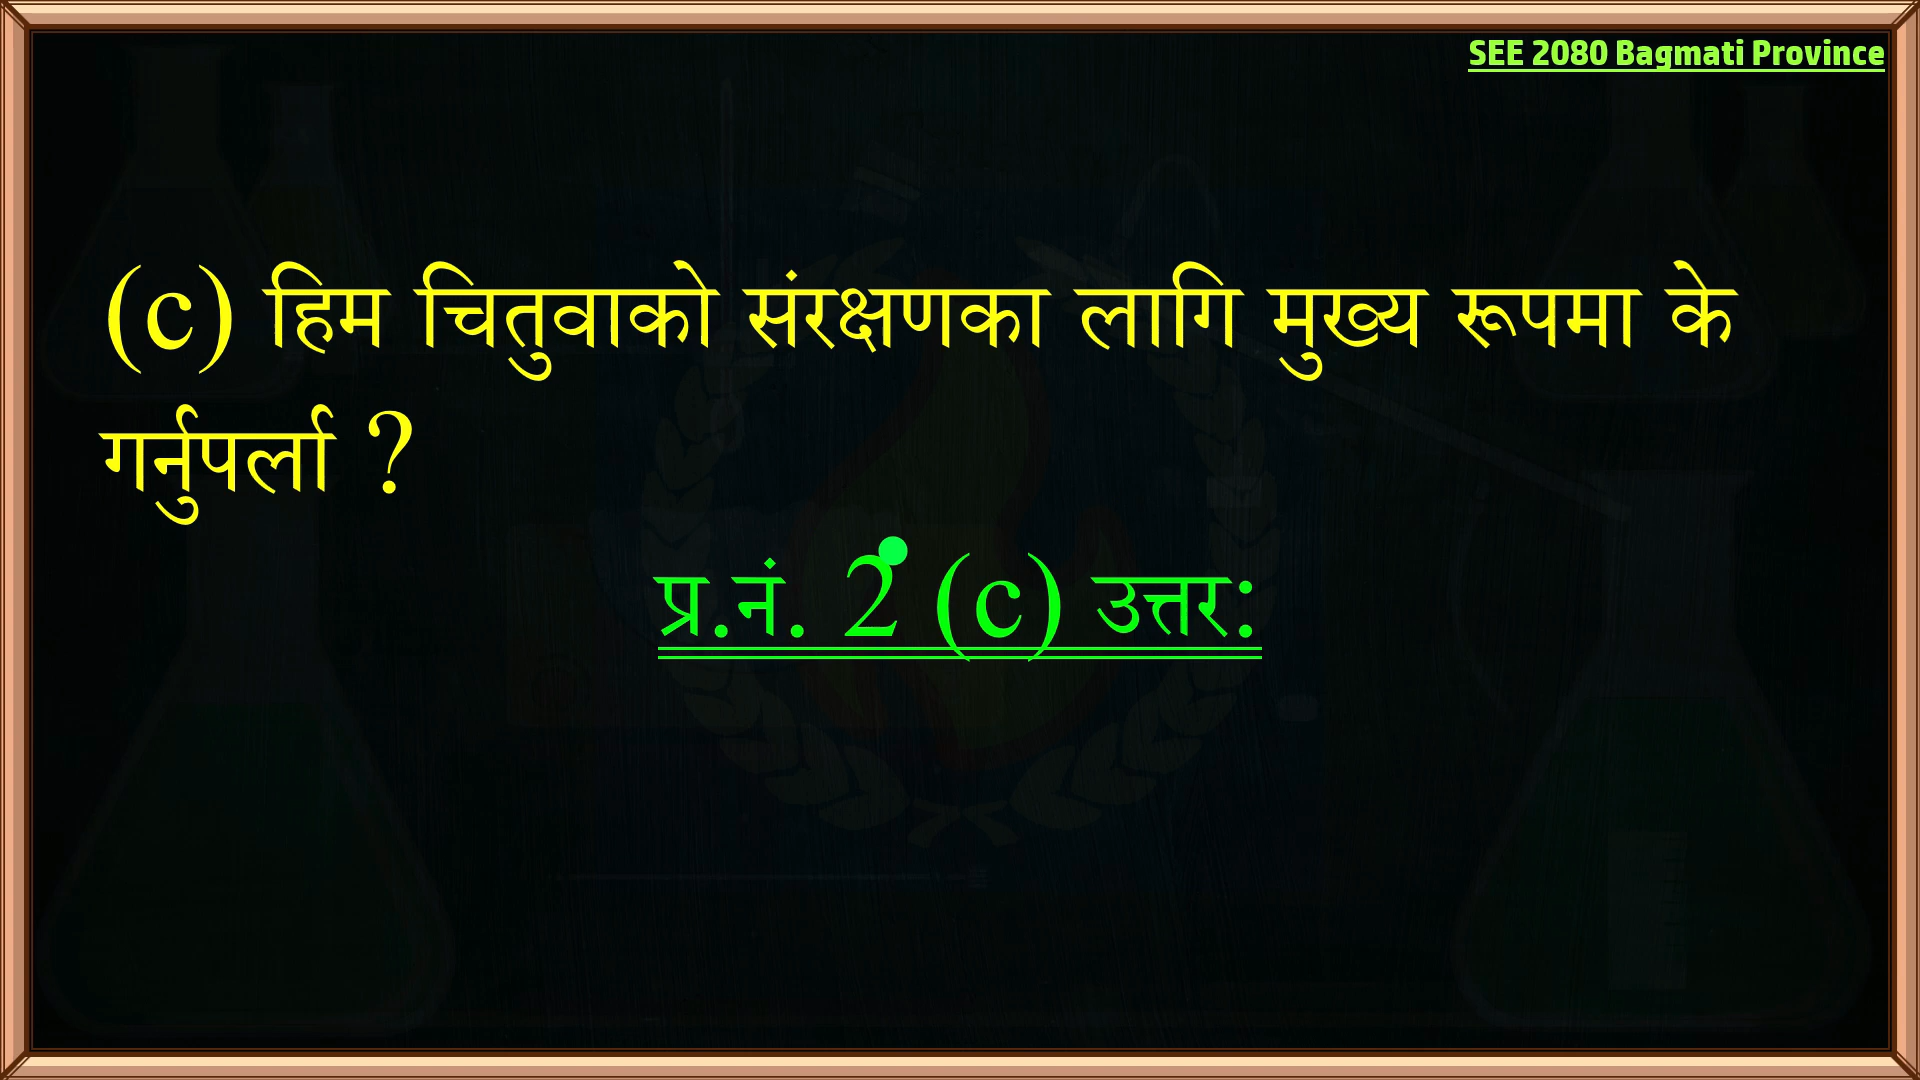 SEE 2080 Bagmati Province
(c) हिम चितुवाको संरक्षणका लागि मुख्य रूपमा के
गर्नुपर्ला ?
प्र.नं. 2 (c) उत्तर: